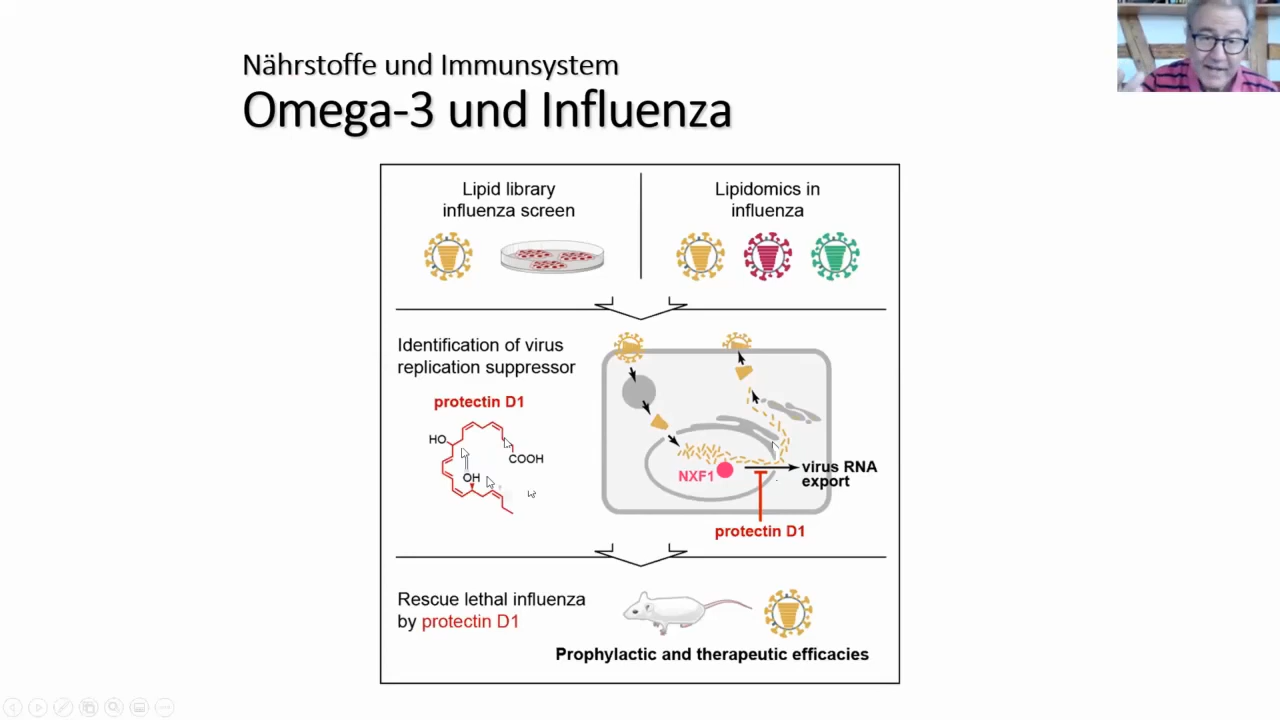 Nährstoffe und Immunsystem
Omega-3 und Influenza
Lipid library
influenza screen
Lipidomics in
influenza
Identification of virus
replication suppressor
protectin D1
HO
COOH
OH
NXF1
virus RNA
export
protectin D1
Rescue lethal influenza
by protectin D1
Prophylactic and therapeutic efficacies